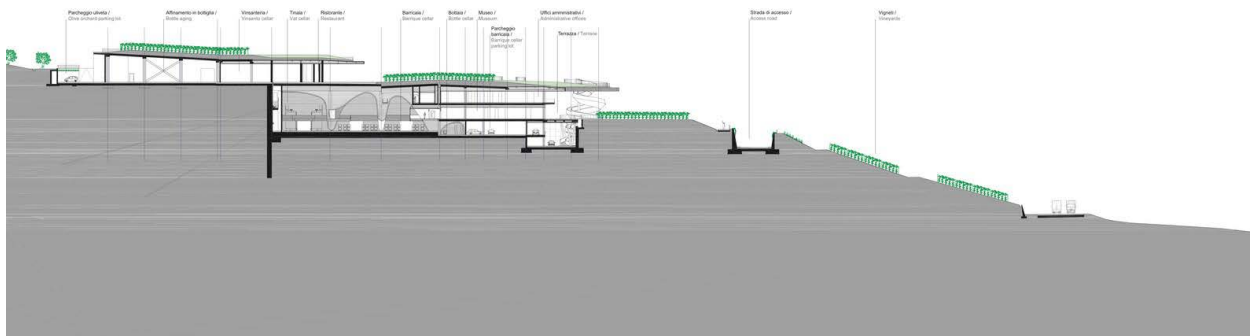 Parcheggio uliveta /
Olive orchard parking lot
Affinamento in bottiglia /
Bottle aging
Vinsanteria /
Vinsanto cellar
Tinaia /
Vat cellar
Ristorante /
Restaurant
Barricaia /
Barrique cellar
Bottaia /
Bottle cellar
Museo /
Museum
Parcheggio
barricaia /
Barrique cellar
parking lot
Uffici amministrativi /
Administrative offices
Terrazza / Terrace
Strada di accesso /
Access road
Vigneti /
Vineyards